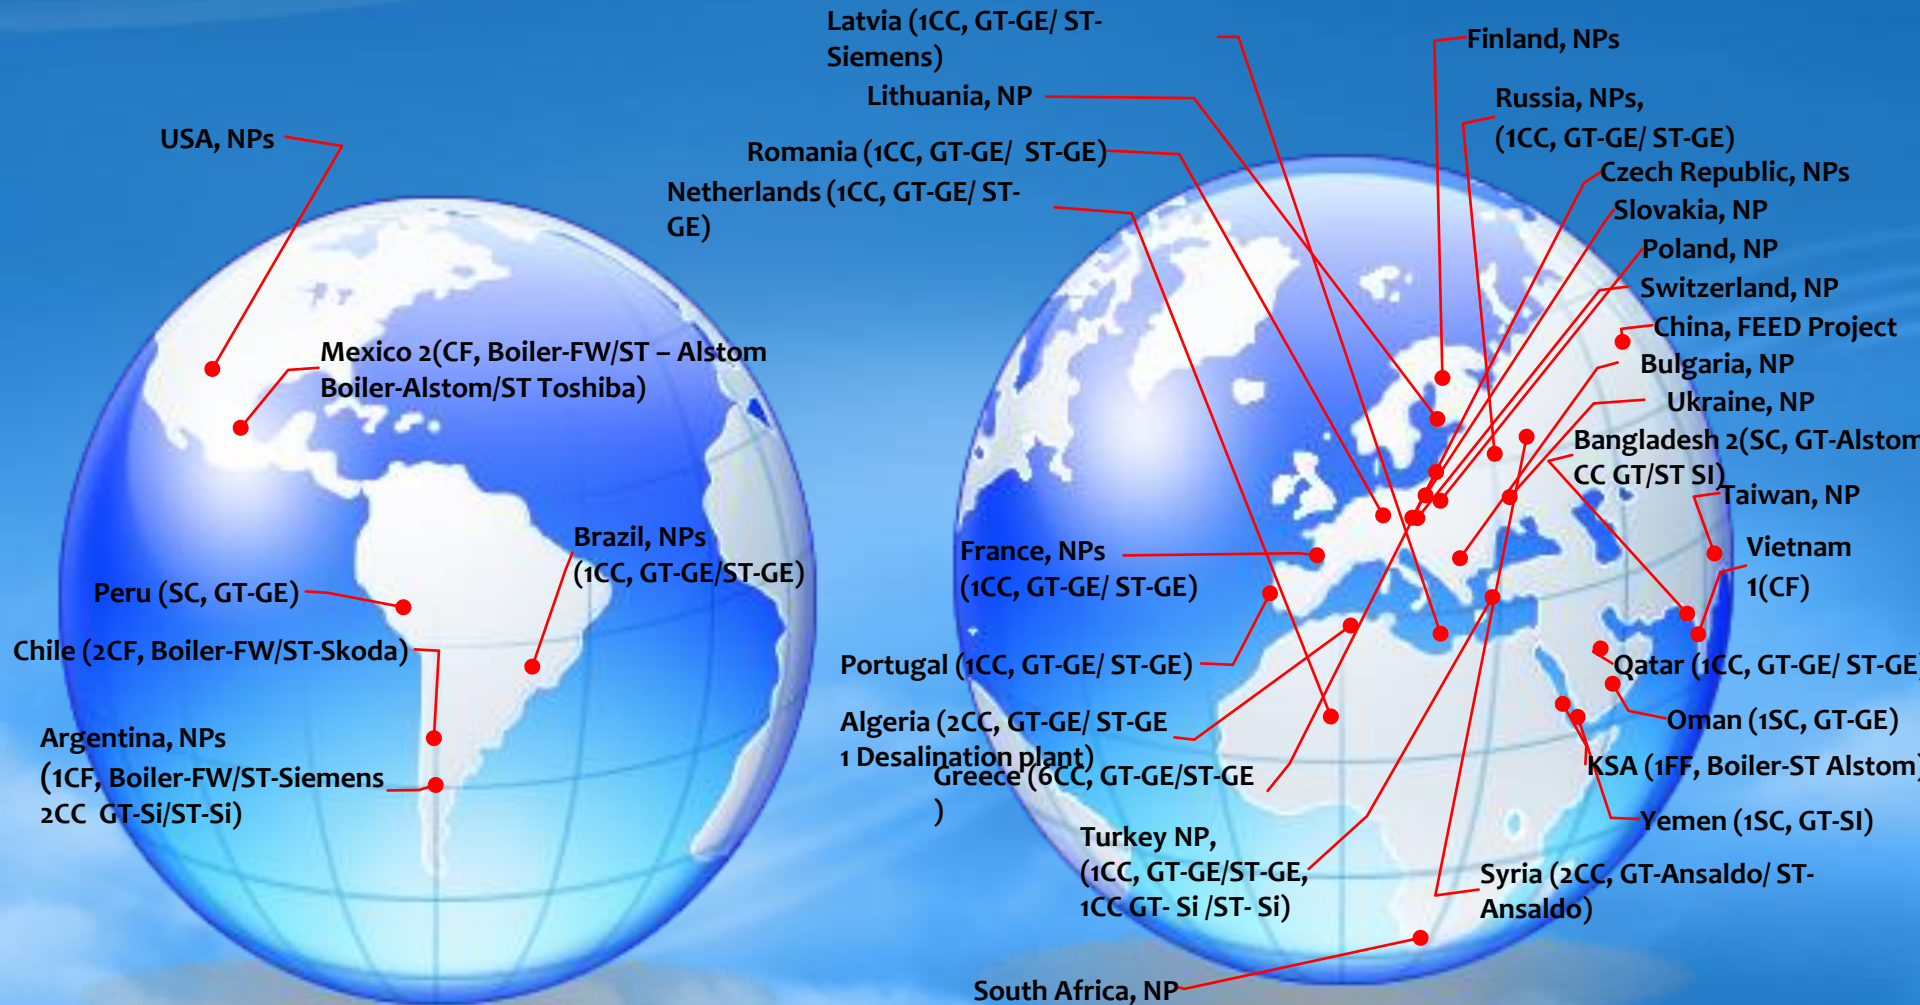 USA, NPs
Mexico 2(CF, Boiler-FW/ST – Alstom
Boiler-Alstom/ST Toshiba)
Brazil, NPs
(1CC, GT-GE/ST-GE)
Peru (SC, GT-GE)
Chile (2CF, Boiler-FW/ST-Skoda)
Argentina, NPs
(1CF, Boiler-FW/ST-Siemens
2CC GT-Si/ST-Si)
Latvia (1CC, GT-GE/ ST-
Siemens)
Lithuania, NP
Romania (1CC, GT-GE/ ST-GE)
Netherlands (1CC, GT-GE/ ST-
GE)
Finland, NPs
Russia, NPs,
(1CC, GT-GE/ ST-GE)
Czech Republic, NPs
Slovakia, NP
Poland, NP
Switzerland, NP
China, FEED Project
Bulgaria, NP
Ukraine, NP
Bangladesh 2(SC, GT-Alstom
CC GT/ST SI)
Taiwan, NP
Vietnam
1(CF)
France, NPs
(1CC, GT-GE/ ST-GE)
Portugal (1CC, GT-GE/ ST-GE)
Algeria (2CC, GT-GE/ ST-GE
1 Desalination plant)
Greece (6CC, GT-GE/ST-GE
)
Qatar (1CC, GT-GE/ ST-GE)
Oman (1SC, GT-GE)
KSA (1FF, Boiler-ST Alstom)
Yemen (1SC, GT-SI)
Turkey NP,
(1CC, GT-GE/ST-GE,
1CC GT- Si /ST- Si)
Syria (2CC, GT-Ansaldo/ ST-
Ansaldo)
South Africa, NP